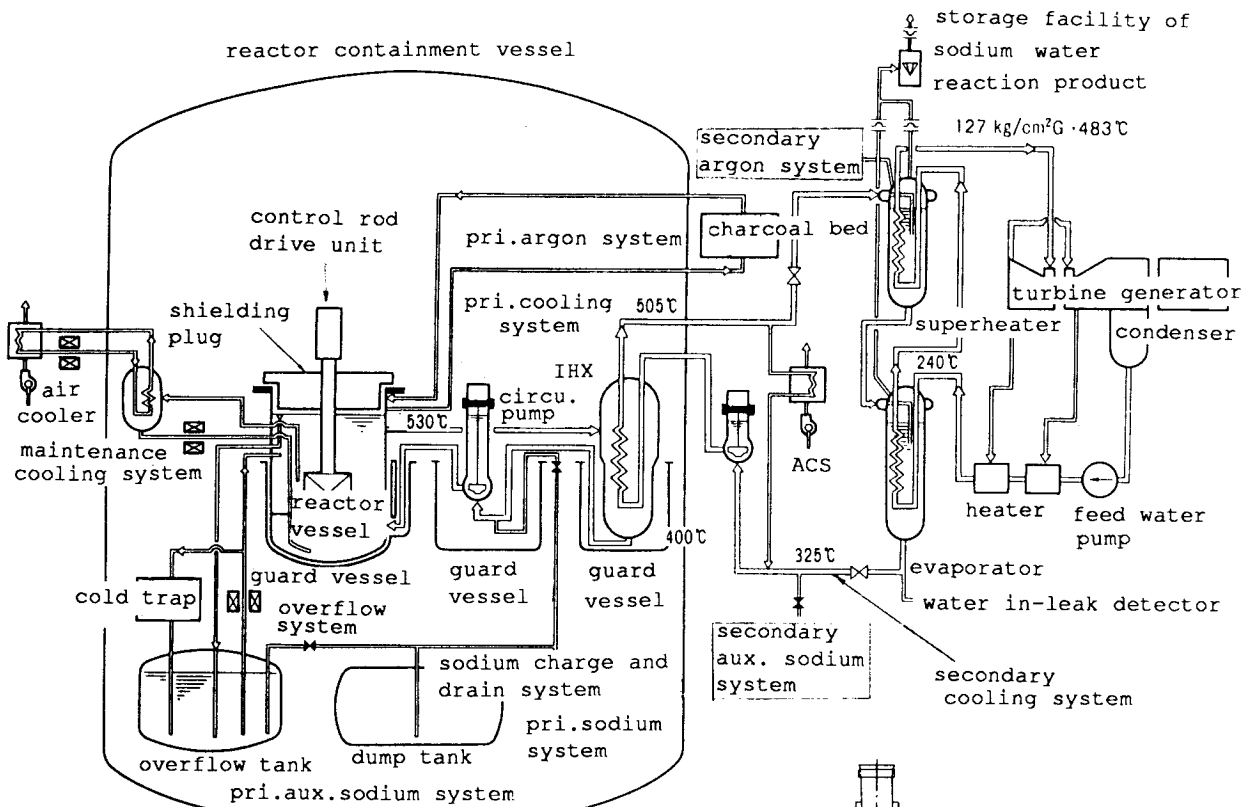 storage facility of
sodium water
reaction product
reactor containment vessel
127 kg/cm²G·483℃
secondary
argon system
control rod
drive unit
pri.argon system
charcoal bed
pri.cooling
system
505℃
shielding
plug
turbine generator
superheater
condenser
240℃
IHX
circu.
pump
air
cooler
530℃
maintenance
cooling system
ACS
reactor
vessel
heater
feed water
pump
400℃
325℃
guard vessel
guard
vessel
guard
vessel
evaporator
cold trap
overflow
system
water in-leak detector
secondary
aux. sodium
system
sodium charge and
drain system
secondary
cooling system
pri.sodium
system
dump tank
overflow tank
pri.aux.sodium system